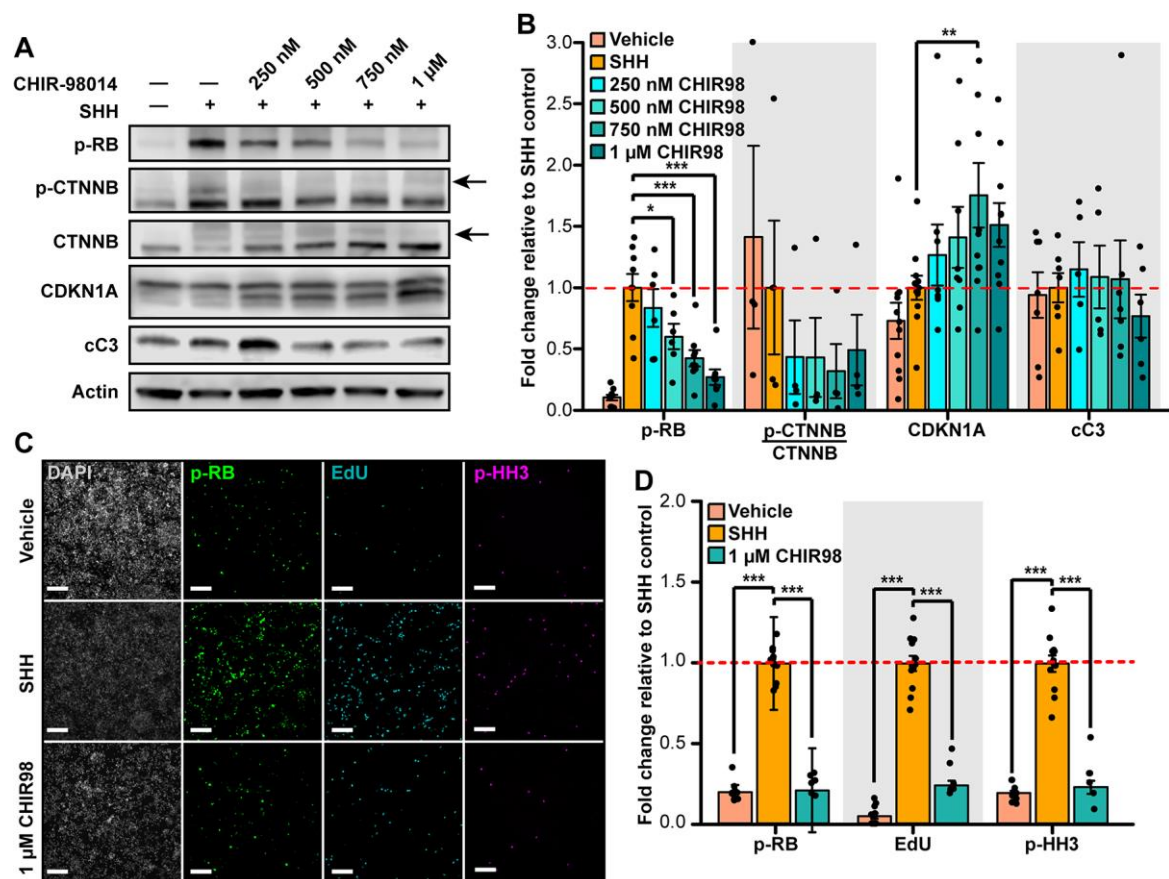 A
CHIR-98014 — — 250 nM 500 nM 750 nM 1 µM
SHH — + + + + +
p-RB
p-CTNNB
CTNNB
CDKN1A
cC3
Actin
B
Fold change relative to SHH control
3.0
2.5
2.0
1.5
1.0
0.5
0.0
Vehicle
SHH
250 nM CHIR98
500 nM CHIR98
750 nM CHIR98
1 µM CHIR98
***
***
*
**
p-RB
p-CTNNB
CTNNB
CDKN1A
cC3
C
DAPI p-RB EdU p-HH3
Vehicle
SHH
1 µM CHIR98
D
Fold change relative to SHH control
2.0
1.5
1.0
0.5
0.0
Vehicle
SHH
1 µM CHIR98
*** *** *** *** *** ***
p-RB EdU p-HH3